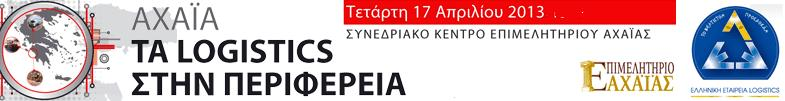 ΑΧΑΪΑ
ΤΑ LOGISTICS
ΣΤΗΝ ΠΕΡΙΦΕΡΕΙΑ
Τετάρτη 17 Απριλίου 2013
ΣΥΝΕΔΡΙΑΚΟ ΚΕΝΤΡΟ ΕΠΙΜΕΛΗΤΗΡΙΟΥ ΑΧΑΪΑΣ
ΕΠΙΜΕΛΗΤΗΡΙΟ
ΑΧΑΪΑΣ
ΕΛΛΗΝΙΚΗ ΕΤΑΙΡΕΙΑ LOGISTICS